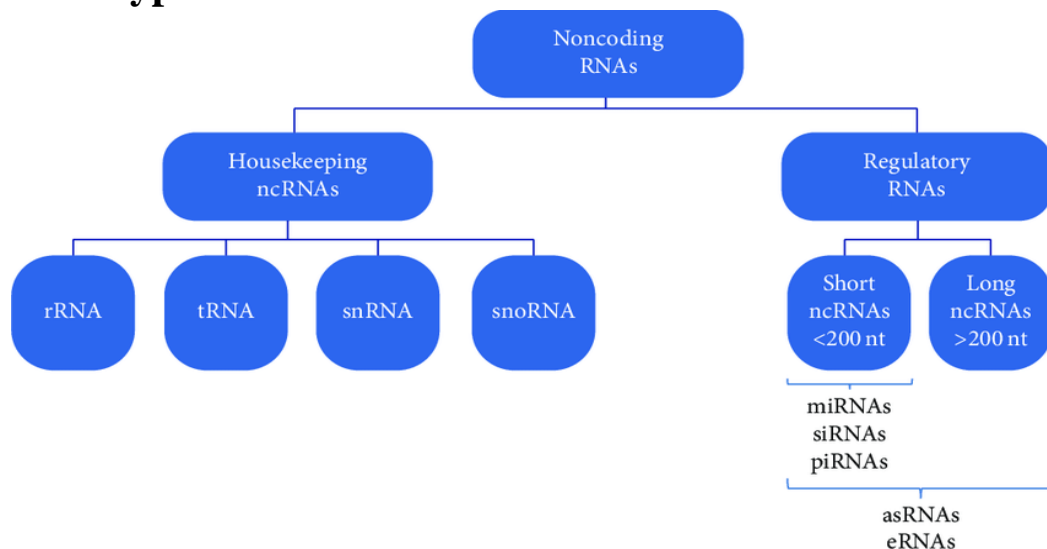 Noncoding
RNAs
Housekeeping
ncRNAs
Regulatory
RNAs
rRNA
tRNA
snRNA
snoRNA
Short
ncRNAs
<200 nt
Long
ncRNAs
>200 nt
miRNAs
siRNAs
piRNAs
asRNAs
eRNAs